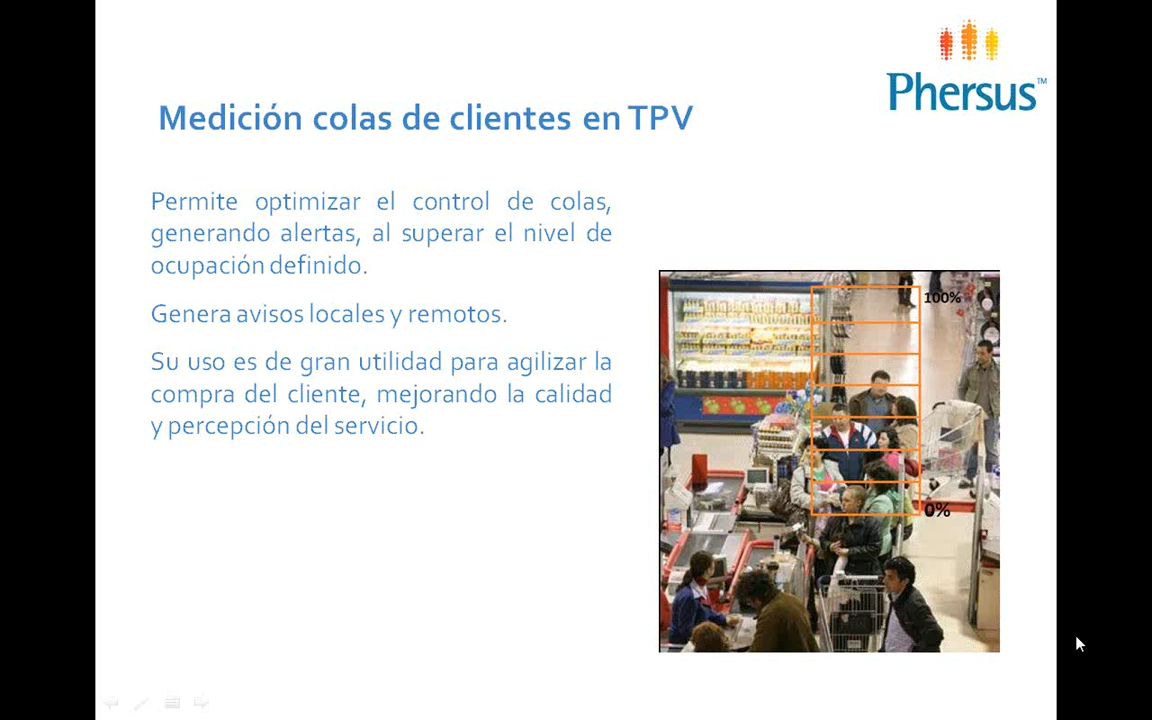 Phersus™
Medición colas de clientes en TPV
Permite optimizar el control de colas,
generando alertas, al superar el nivel de
ocupación definido.
Genera avisos locales y remotos.
Su uso es de gran utilidad para agilizar la
compra del cliente, mejorando la calidad
y percepción del servicio.
100%
0%